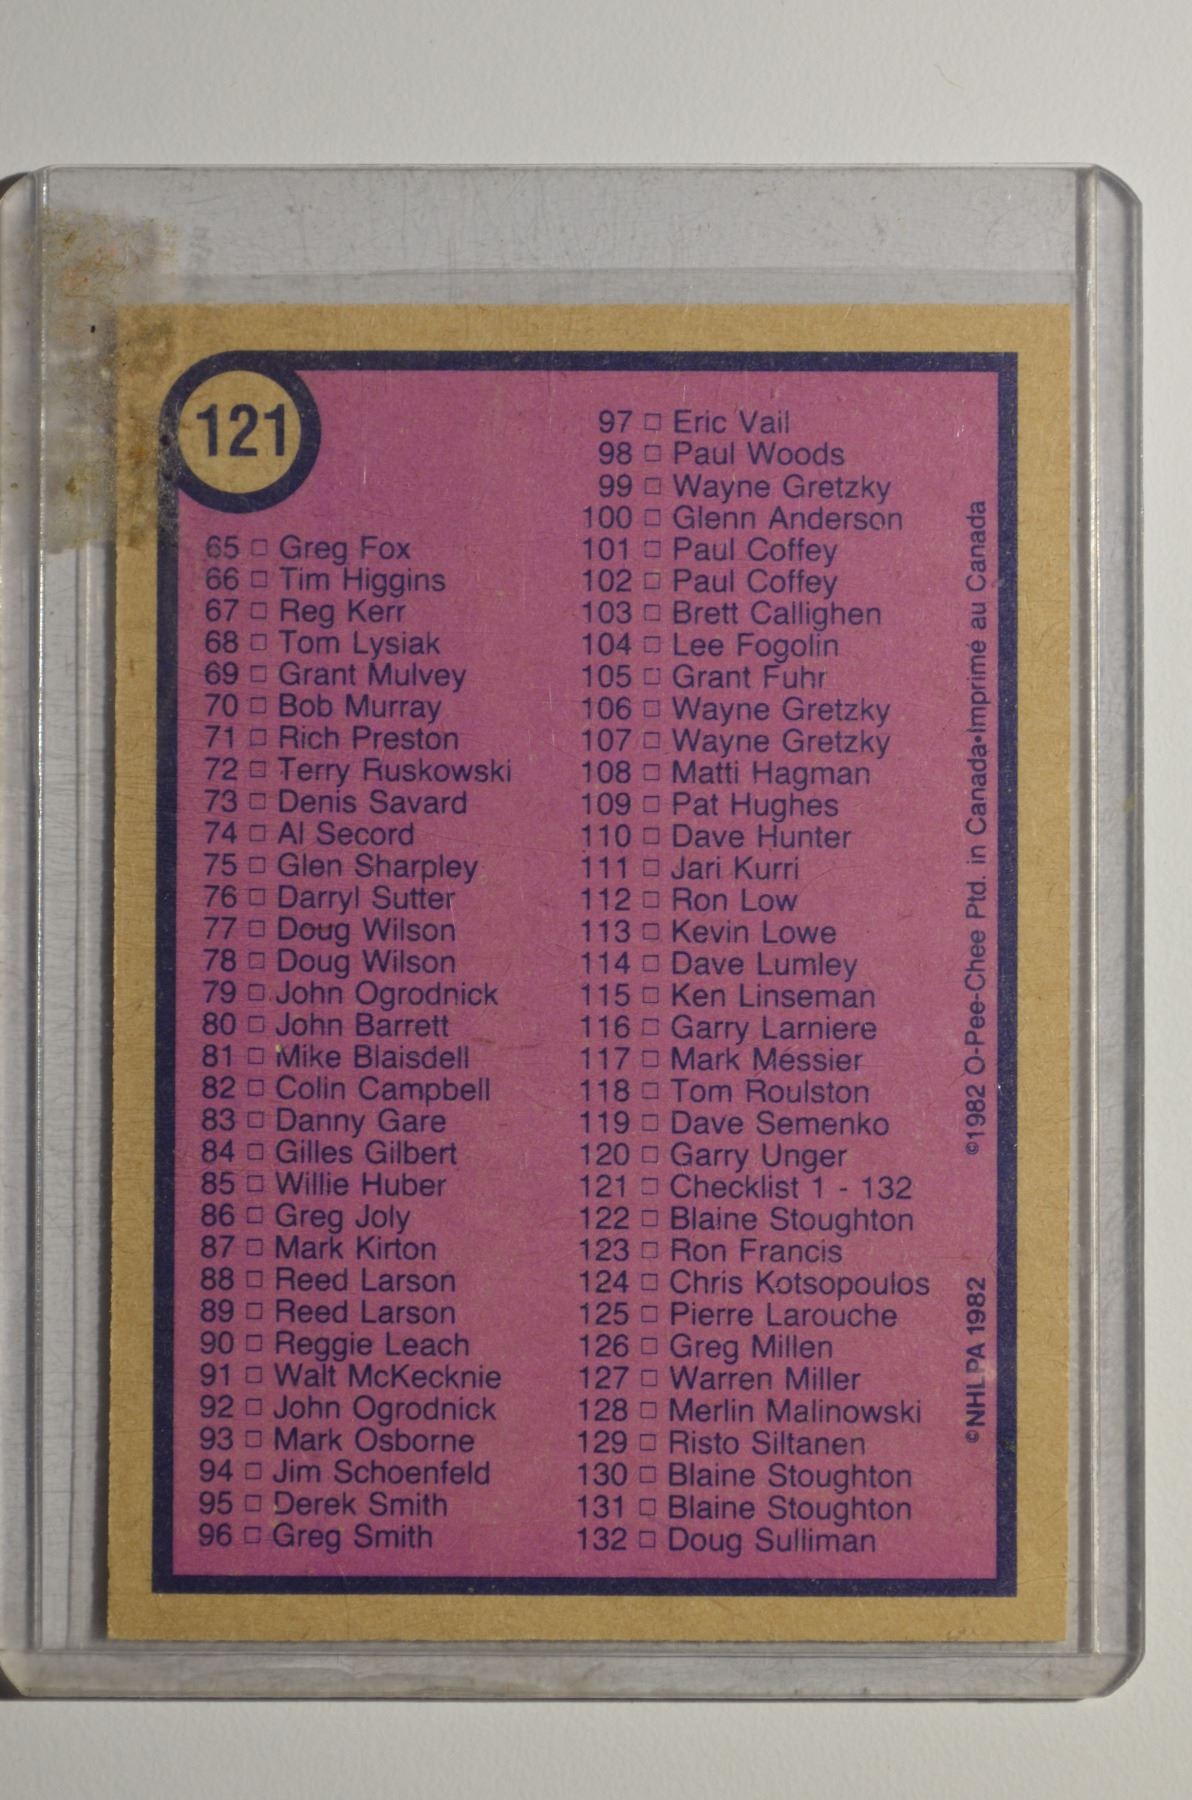 121
65 □ Greg Fox
66 □ Tim Higgins
67 □ Reg Kerr
68 □ Tom Lysiak
69 □ Grant Mulvey
70 □ Bob Murray
71 □ Rich Preston
72 □ Terry Ruskowski
73 □ Denis Savard
74 □ Al Secord
75 □ Glen Sharpley
76 □ Darryl Sutter
77 □ Doug Wilson
78 □ Doug Wilson
79 □ John Ogrodnick
80 □ John Barrett
81 □ Mike Blaisdell
82 □ Colin Campbell
83 □ Danny Gare
84 □ Gilles Gilbert
85 □ Willie Huber
86 □ Greg Joly
87 □ Mark Kirton
88 □ Reed Larson
89 □ Reed Larson
90 □ Reggie Leach
91 □ Walt McKecknie
92 □ John Ogrodnick
93 □ Mark Osborne
94 □ Jim Schoenfeld
95 □ Derek Smith
96 □ Greg Smith
97 □ Eric Vail
98 □ Paul Woods
99 □ Wayne Gretzky
100 □ Glenn Anderson
101 □ Paul Coffey
102 □ Paul Coffey
103 □ Brett Callighen
104 □ Lee Fogolin
105 □ Grant Fuhr
106 □ Wayne Gretzky
107 □ Wayne Gretzky
108 □ Matti Hagman
109 □ Pat Hughes
110 □ Dave Hunter
111 □ Jari Kurri
112 □ Ron Low
113 □ Kevin Lowe
114 □ Dave Lumley
115 □ Ken Linseman
116 □ Garry Larniere
117 □ Mark Messier
118 □ Tom Roulston
119 □ Dave Semenko
120 □ Garry Unger
121 □ Checklist 1 - 132
122 □ Blaine Stoughton
123 □ Ron Francis
124 □ Chris Kotsopoulos
125 □ Pierre Larouche
126 □ Greg Millen
127 □ Warren Miller
128 □ Merlin Malinowski
129 □ Risto Siltanen
130 □ Blaine Stoughton
131 □ Blaine Stoughton
132 □ Doug Sulliman
©NHLPA 1982
©1982 O-Pee-Chee Ptd. in Canada•Imprimé au Canada